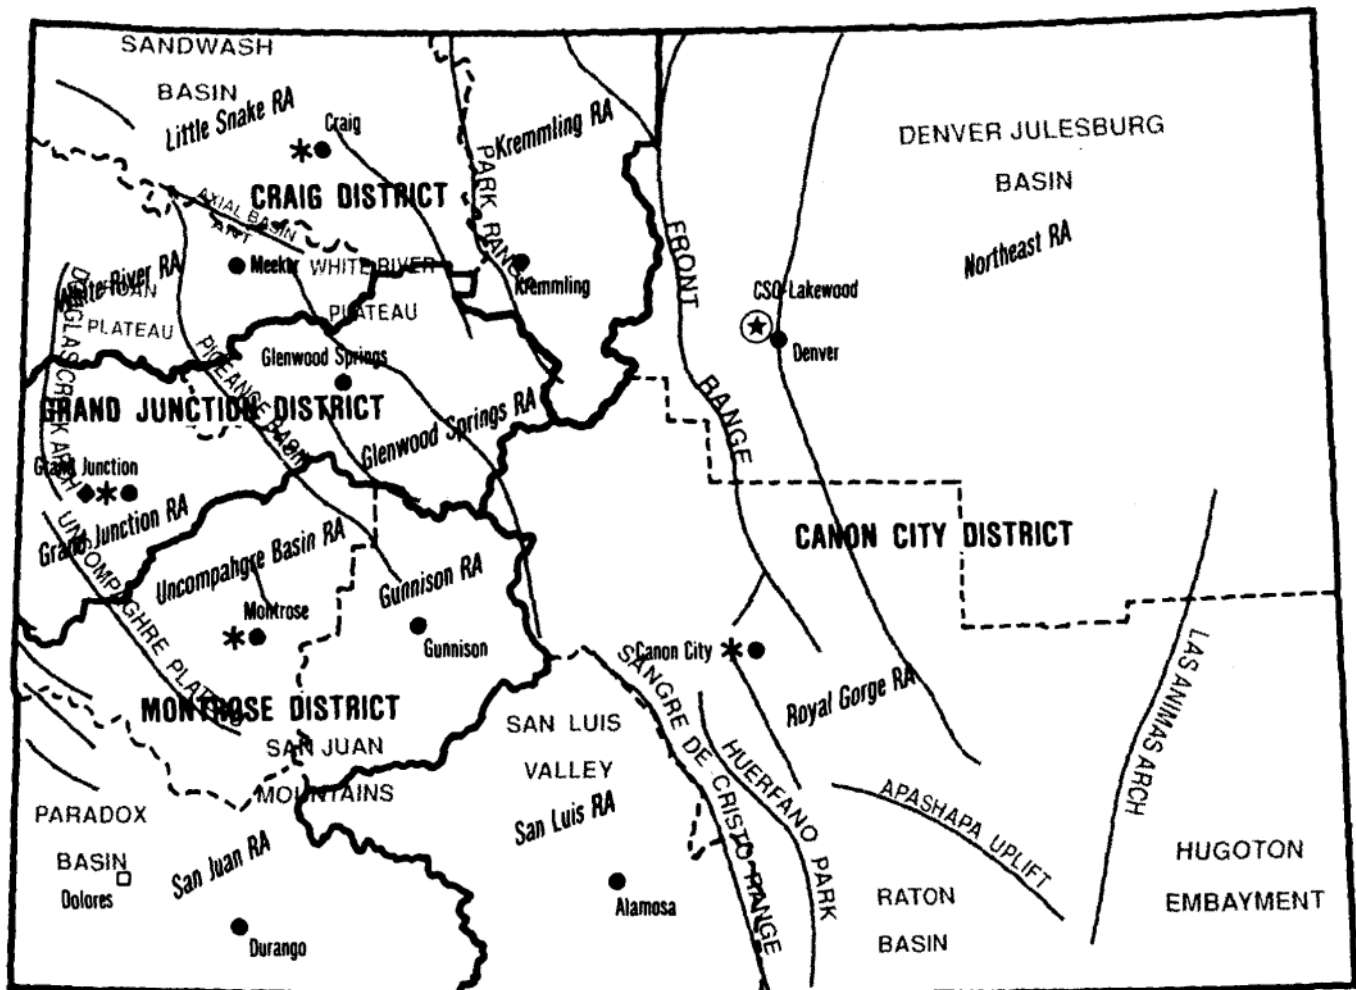 SANDWASH
BASIN
Little Snake RA
Craig
Kremmling RA
PARK RANGE
DENVER JULESBURG
BASIN
Northeast RA
CRAIG DISTRICT
AXIAL BASIN
ANT
Meeker
WHITE RIVER
PLATEAU
Kremmling
White River RA
PLATEAU
DOUGLAS CREEK ARCH
FRONT
RANGE
CSO-Lakewood
Denver
PICEANSE BASIN
Glenwood Springs
GRAND JUNCTION DISTRICT
Glenwood Springs RA
Grand Junction
Grand Junction RA
UNCOMPAGHRE PLATEAU
Uncompahgre Basin RA
Gunnison RA
CANON CITY DISTRICT
Montrose
Gunnison
Canon City
Royal Gorge RA
LAS ANIMAS ARCH
MONTROSE DISTRICT
SAN JUAN
MOUNTAINS
SAN LUIS
VALLEY
San Luis RA
SANGRE DE CRISTO RANGE
HUERFANO PARK
APASHAPA UPLIFT
PARADOX
BASIN
Dolores
San Juan RA
Durango
Alamosa
RATON
BASIN
HUGOTON
EMBAYMENT